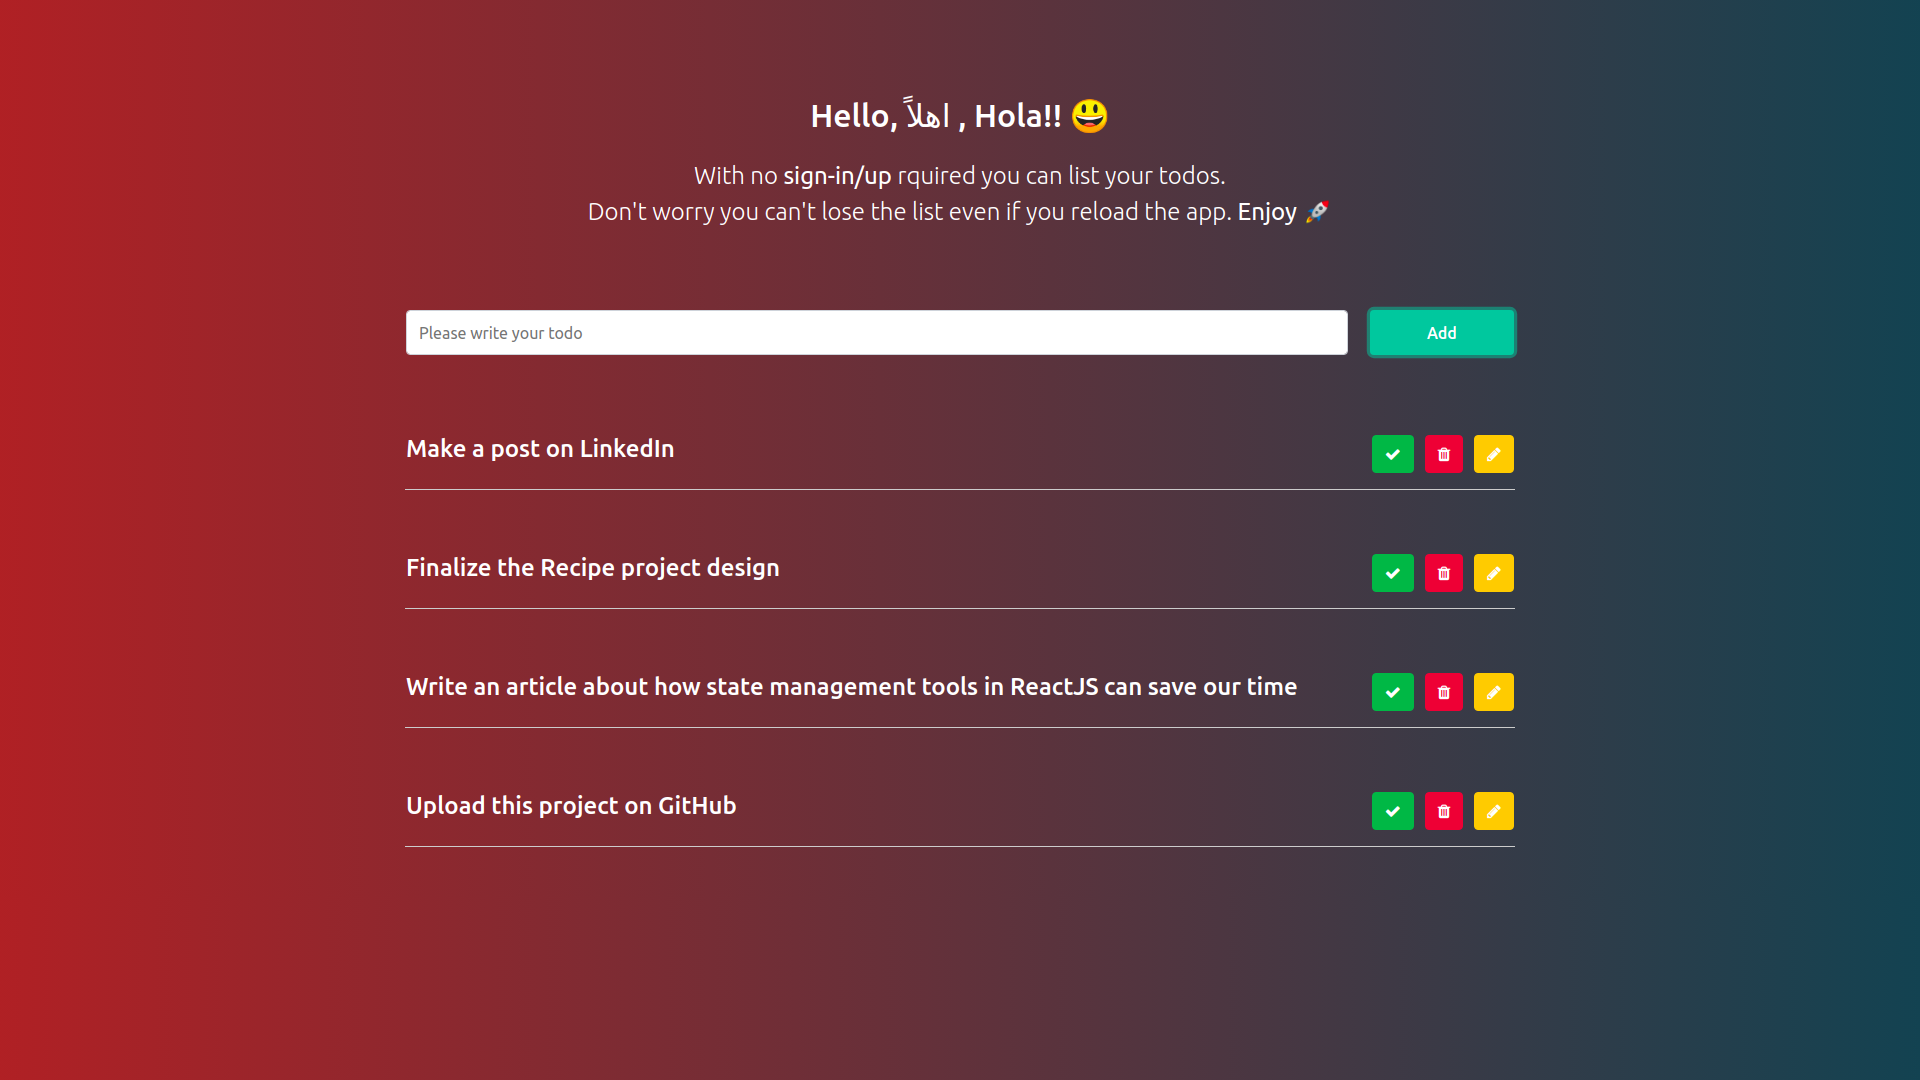 Hello, اهلاً , Hola!! 😃
With no sign-in/up rquired you can list your todos.
Don't worry you can't lose the list even if you reload the app. Enjoy 🚀
Please write your todo
Add
Make a post on LinkedIn
Finalize the Recipe project design
Write an article about how state management tools in ReactJS can save our time
Upload this project on GitHub